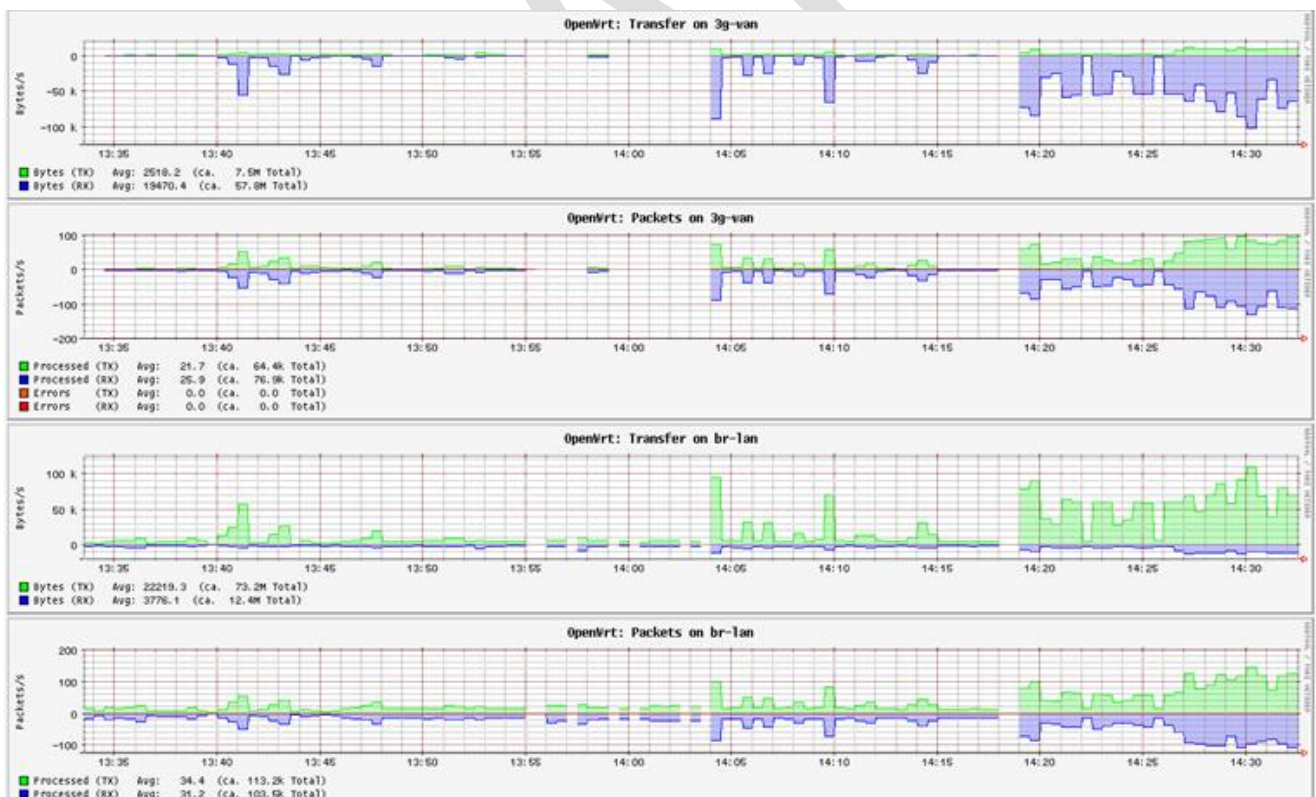 OpenWrt: Transfer on 3g-wan
Bytes/s
0
-50 k
-100 k
13:35 13:40 13:45 13:50 13:55 14:00 14:05 14:10 14:15 14:20 14:25 14:30
Bytes (TX) Avg: 2518.2 (ca. 7.5M Total)
Bytes (RX) Avg: 19470.4 (ca. 57.8M Total)
OpenWrt: Packets on 3g-wan
Packets/s
100
0
-100
-200
13:35 13:40 13:45 13:50 13:55 14:00 14:05 14:10 14:15 14:20 14:25 14:30
Processed (TX) Avg: 21.7 (ca. 64.4k Total)
Processed (RX) Avg: 25.9 (ca. 76.9k Total)
Errors (TX) Avg: 0.0 (ca. 0.0 Total)
Errors (RX) Avg: 0.0 (ca. 0.0 Total)
OpenWrt: Transfer on br-lan
Bytes/s
100 k
50 k
0
13:35 13:40 13:45 13:50 13:55 14:00 14:05 14:10 14:15 14:20 14:25 14:30
Bytes (TX) Avg: 22219.3 (ca. 73.2M Total)
Bytes (RX) Avg: 3776.1 (ca. 12.4M Total)
OpenWrt: Packets on br-lan
Packets/s
200
100
0
-100
13:35 13:40 13:45 13:50 13:55 14:00 14:05 14:10 14:15 14:20 14:25 14:30
Processed (TX) Avg: 34.4 (ca. 113.2k Total)
Processed (RX) Avg: 31.2 (ca. 103.5k Total)